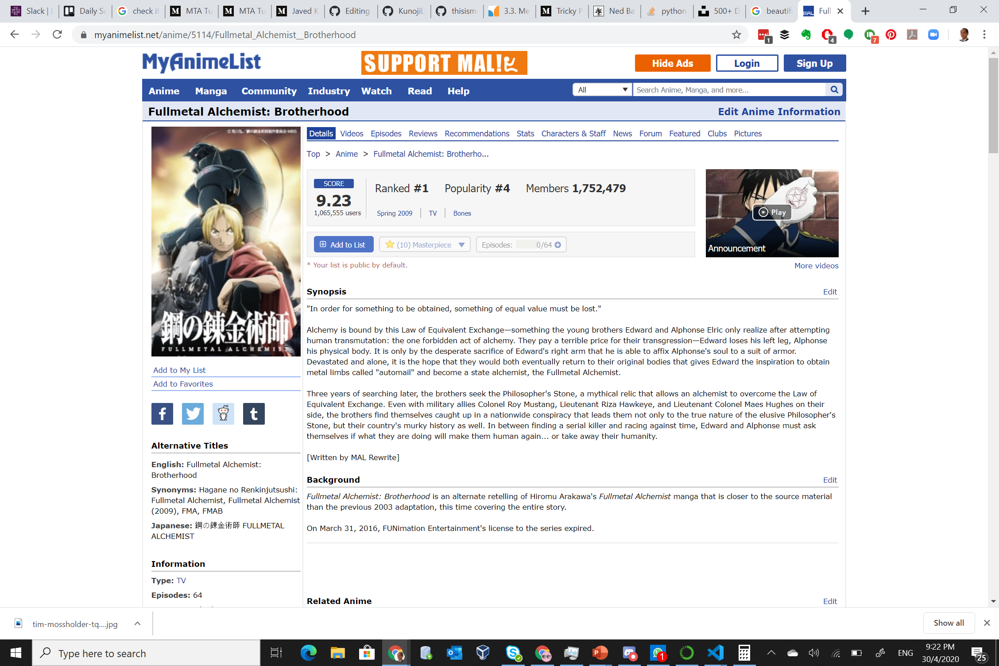 Slack | L
Daily Sc
check if
MTA Tu
MTA Tu
Javed K
Editing
KunojiLy
thisism
3.3. Me
Tricky P
Ned Ba
python
500+ D
beautifu
Full
myanimelist.net/anime/5114/Fullmetal_Alchemist__Brotherhood
1
4
7
MyAnimeList
SUPPORT MAL!
Hide Ads
Login
Sign Up
Anime Manga Community Industry Watch Read Help
All
Search Anime, Manga, and more...
Fullmetal Alchemist: Brotherhood
Edit Anime Information
鋼の錬金術師
FULLMETAL ALCHEMIST
Add to My List
Add to Favorites
Alternative Titles
English: Fullmetal Alchemist:
Brotherhood
Synonyms: Hagane no Renkinjutsushi:
Fullmetal Alchemist, Fullmetal Alchemist
(2009), FMA, FMAB
Japanese: 鋼の錬金術師 FULLMETAL
ALCHEMIST
Information
Type: TV
Episodes: 64
Details Videos Episodes Reviews Recommendations Stats Characters & Staff News Forum Featured Clubs Pictures
Top > Anime > Fullmetal Alchemist: Brotherho...
SCORE
9.23
1,065,555 users
Ranked #1 Popularity #4 Members 1,752,479
Spring 2009 TV Bones
Add to List
(10) Masterpiece
Episodes: 0/64
* Your list is public by default.
Play
Announcement
More videos
Synopsis
Edit
"In order for something to be obtained, something of equal value must be lost."
Alchemy is bound by this Law of Equivalent Exchange—something the young brothers Edward and Alphonse Elric only realize after attempting
human transmutation: the one forbidden act of alchemy. They pay a terrible price for their transgression—Edward loses his left leg, Alphonse
his physical body. It is only by the desperate sacrifice of Edward's right arm that he is able to affix Alphonse's soul to a suit of armor.
Devastated and alone, it is the hope that they would both eventually return to their original bodies that gives Edward the inspiration to obtain
metal limbs called "automail" and become a state alchemist, the Fullmetal Alchemist.
Three years of searching later, the brothers seek the Philosopher's Stone, a mythical relic that allows an alchemist to overcome the Law of
Equivalent Exchange. Even with military allies Colonel Roy Mustang, Lieutenant Riza Hawkeye, and Lieutenant Colonel Maes Hughes on their
side, the brothers find themselves caught up in a nationwide conspiracy that leads them not only to the true nature of the elusive Philosopher's
Stone, but their country's murky history as well. In between finding a serial killer and racing against time, Edward and Alphonse must ask
themselves if what they are doing will make them human again... or take away their humanity.
[Written by MAL Rewrite]
Background
Edit
Fullmetal Alchemist: Brotherhood is an alternate retelling of Hiromu Arakawa's Fullmetal Alchemist manga that is closer to the source material
than the previous 2003 adaptation, this time covering the entire story.
On March 31, 2016, FUNimation Entertainment's license to the series expired.
Related Anime
Edit
tim-mossholder-tq....jpg
Show all
Type here to search
1
ENG
9:22 PM
30/4/2020
25